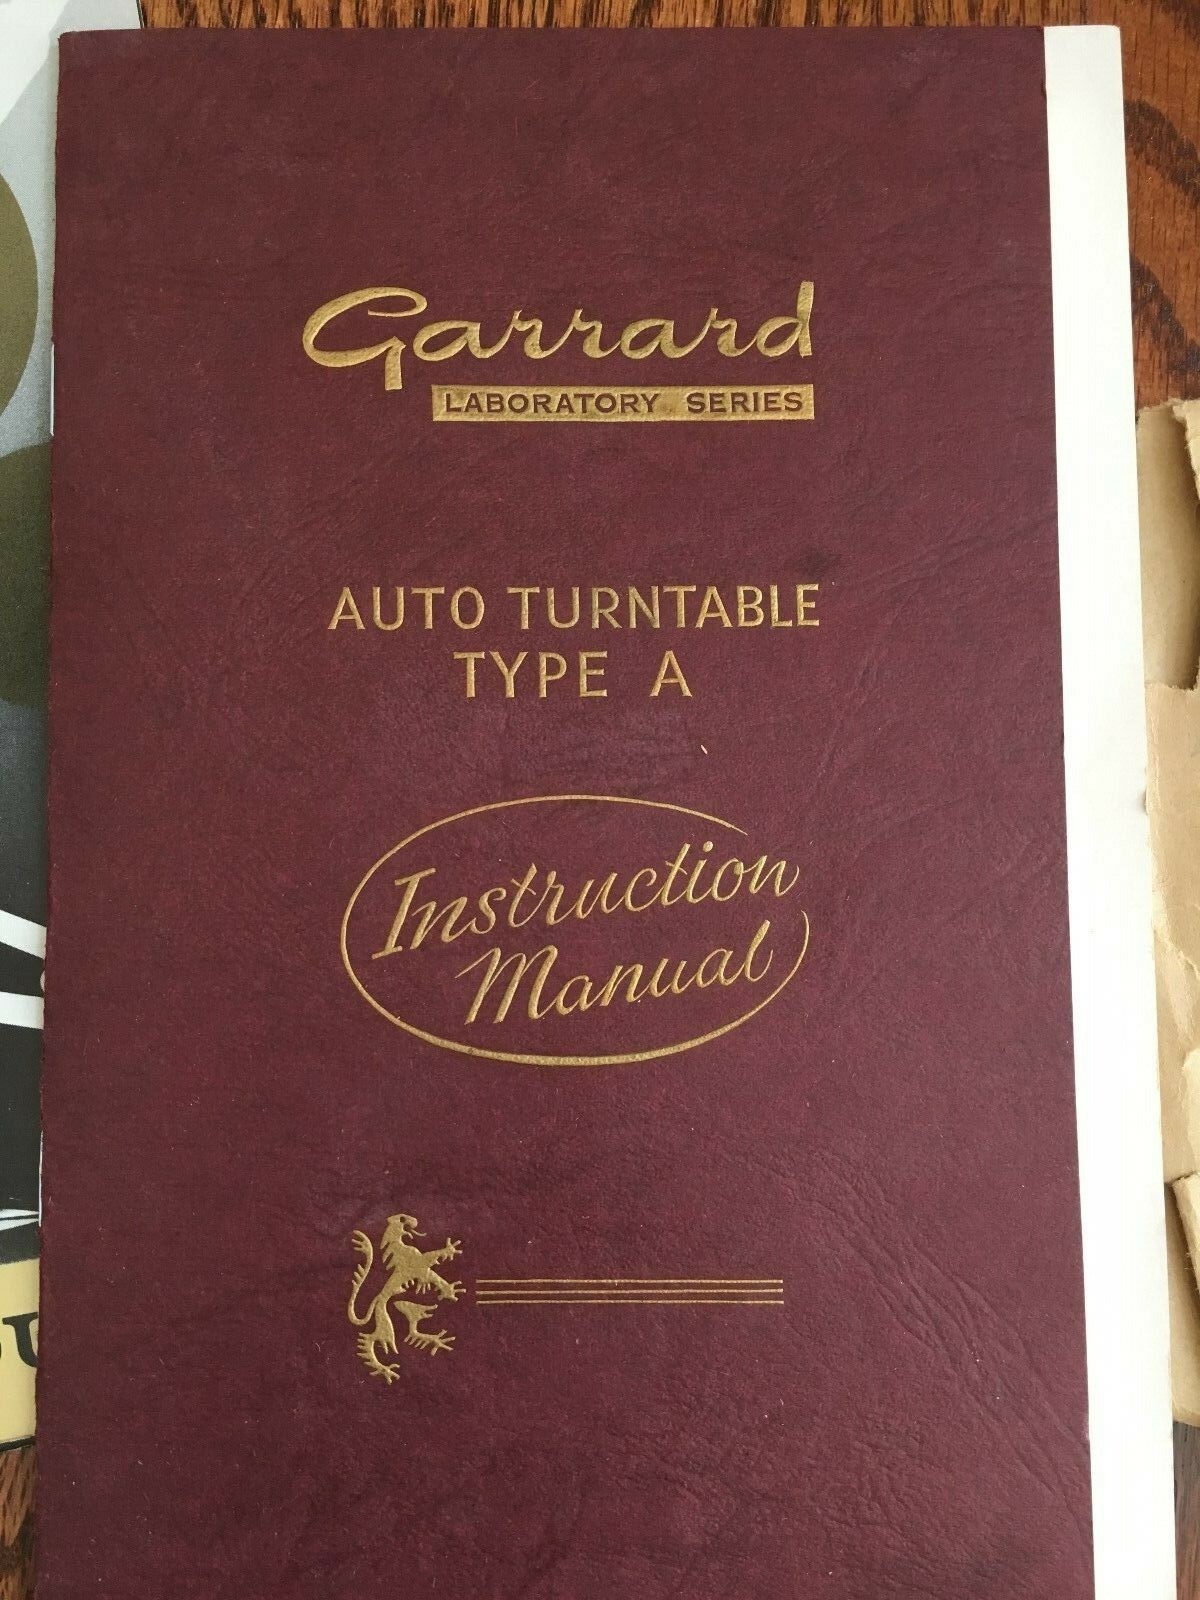 Garrard
LABORATORY SERIES
AUTO TURNTABLE
TYPE A
Instruction
Manual